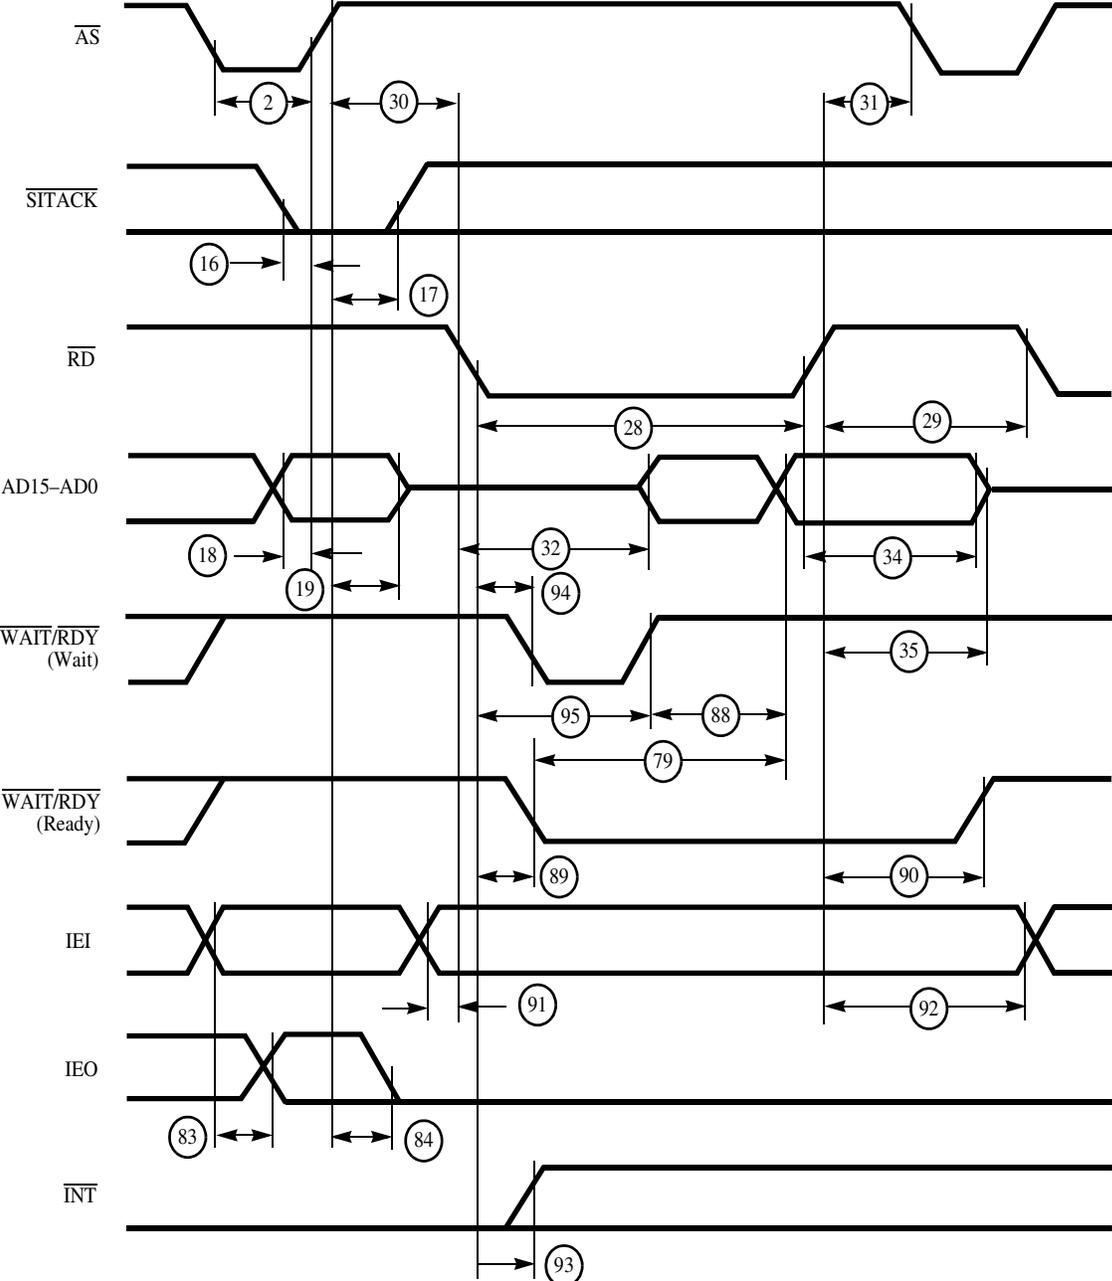 AS
2
30
31
SITACK
16
17
RD
28
29
AD15–AD0
18
19
32
94
34
WAIT/RDY
(Wait)
35
95
88
79
WAIT/RDY
(Ready)
89
90
IEI
91
92
IEO
83
84
INT
93